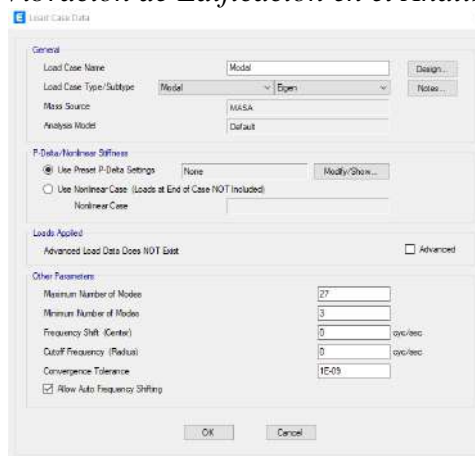 Load Case Data
General
Load Case Name Modal Design...
Load Case Type/Subtype Modal Eigen Notes...
Mass Source MASA
Analysis Model Default
P-Delta/Nonlinear Stiffness
Use Preset P-Delta Settings None Modify/Show...
Use Nonlinear Case (Loads at End of Case NOT Included)
Nonlinear Case
Loads Applied
Advanced Load Data Does NOT Exist Advanced
Other Parameters
Maximum Number of Modes 27
Minimum Number of Modes 3
Frequency Shift (Center) 0 cyc/sec
Cutoff Frequency (Radius) 0 cyc/sec
Convergence Tolerance 1E-09
Allow Auto Frequency Shifting
OK Cancel